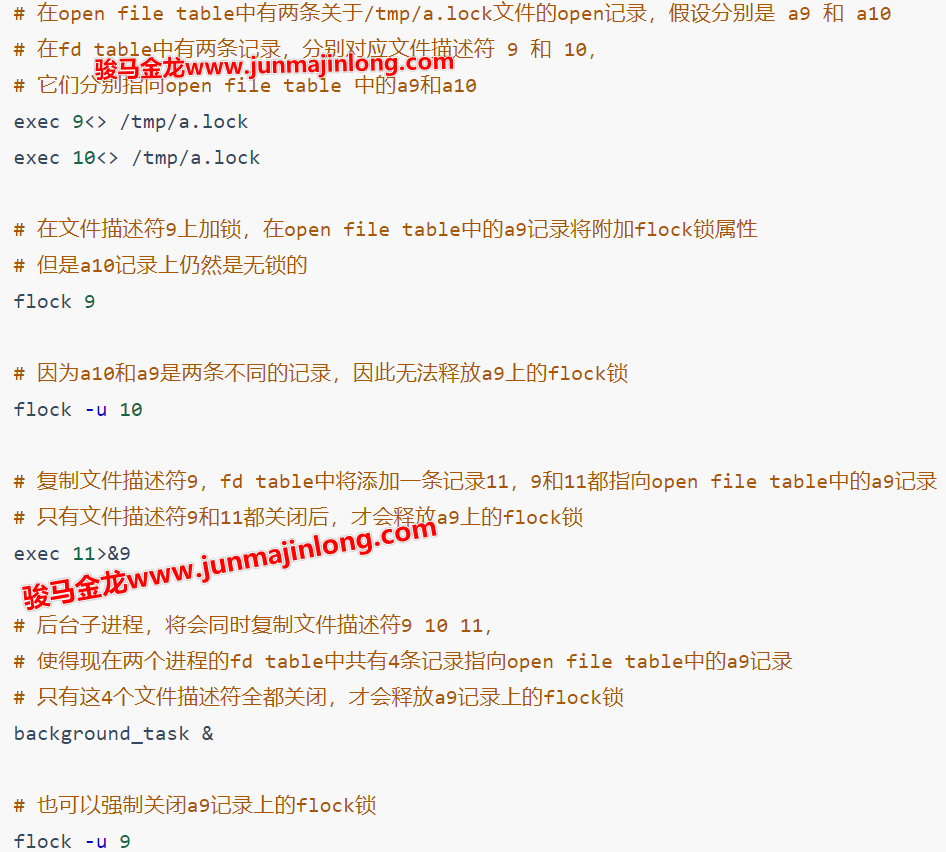 # 在open file table中有两条关于/tmp/a.lock文件的open记录，假设分别是 a9 和 a10
# 在fd table中有两条记录，分别对应文件描述符 9 和 10，
骏马金龙www.junmajinlong.com
# 它们分别指向open file table 中的a9和a10
exec 9<> /tmp/a.lock
exec 10<> /tmp/a.lock
# 在文件描述符9上加锁，在open file table中的a9记录将附加flock锁属性
# 但是a10记录上仍然是无锁的
flock 9
# 因为a10和a9是两条不同的记录，因此无法释放a9上的flock锁
flock -u 10
# 复制文件描述符9，fd table中将添加一条记录11，9和11都指向open file table中的a9记录
# 只有文件描述符9和11都关闭后，才会释放a9上的flock锁
exec 11>&9
骏马金龙www.junmajinlong.com
# 后台子进程，将会同时复制文件描述符9 10 11，
# 使得现在两个进程的fd table中共有4条记录指向open file table中的a9记录
# 只有这4个文件描述符全都关闭，才会释放a9记录上的flock锁
background_task &
# 也可以强制关闭a9记录上的flock锁
flock -u 9